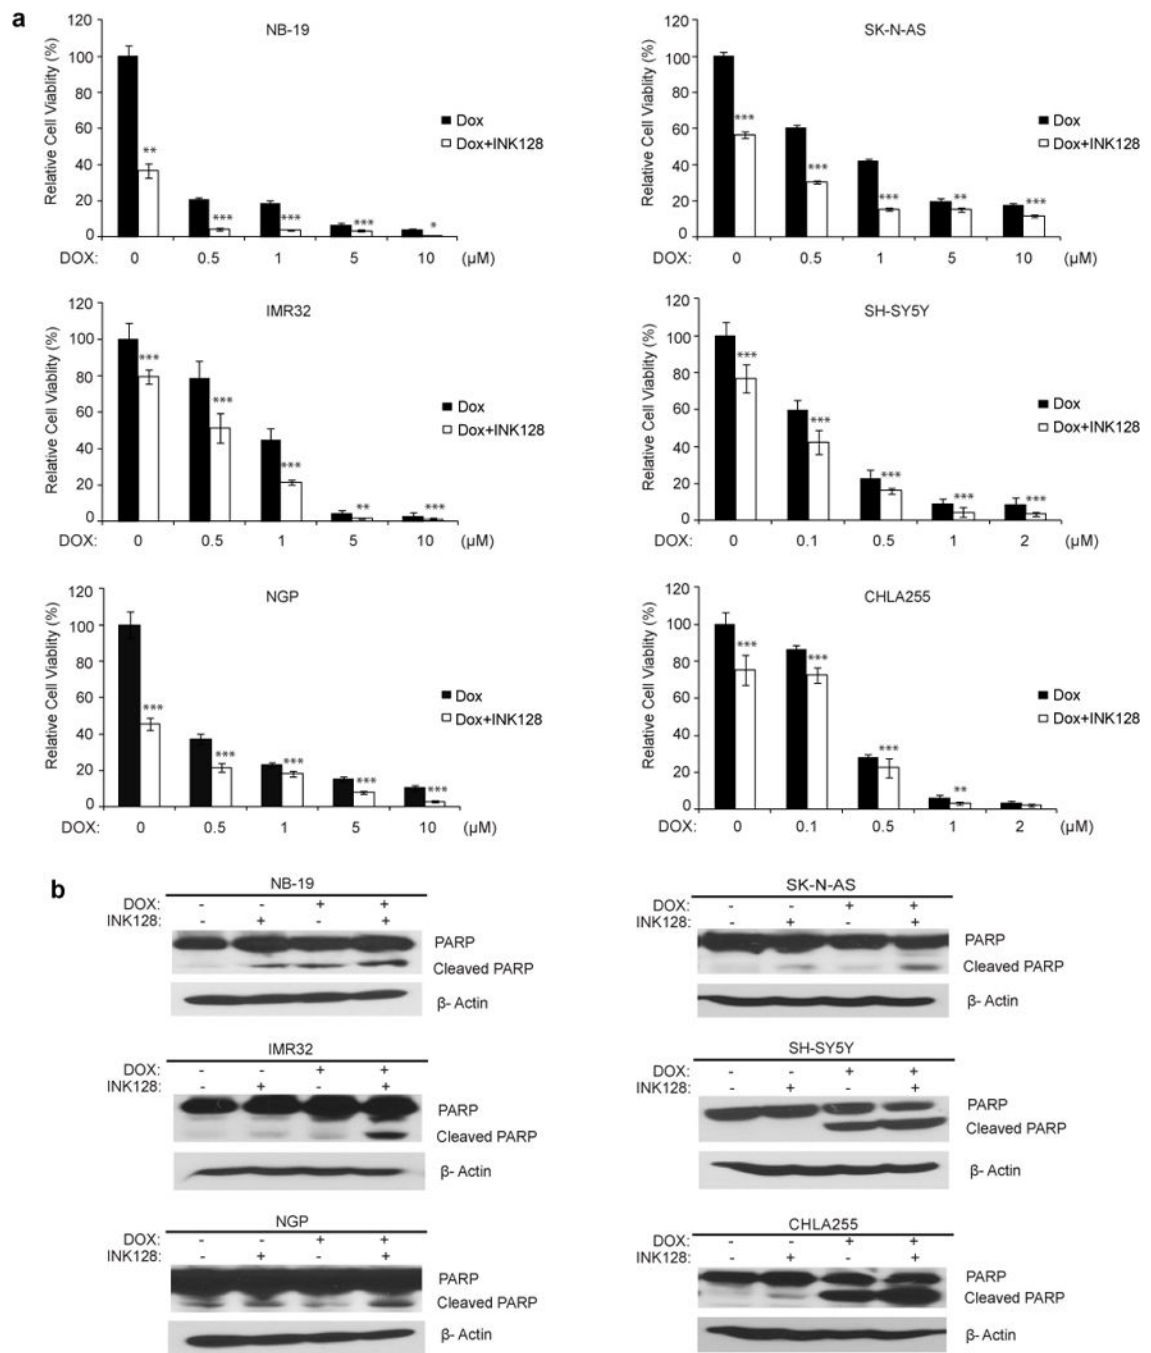 a
NB-19
Relative Cell Viablity (%)
120
100
80
60
40
20
0
**
***
***
***
*
Dox
Dox+INK128
DOX: 0 0.5 1 5 10 (µM)
SK-N-AS
Relative Cell Viablity (%)
120
100
80
60
40
20
0
***
***
***
**
***
Dox
Dox+INK128
DOX: 0 0.5 1 5 10 (µM)
IMR32
Relative Cell Viablity (%)
120
100
80
60
40
20
0
***
***
***
**
***
Dox
Dox+INK128
DOX: 0 0.5 1 5 10 (µM)
SH-SY5Y
Relative Cell Viablity (%)
120
100
80
60
40
20
0
***
***
***
***
***
Dox
Dox+INK128
DOX: 0 0.1 0.5 1 2 (µM)
NGP
Relative Cell Viablity (%)
120
100
80
60
40
20
0
***
***
***
***
***
Dox
Dox+INK128
DOX: 0 0.5 1 5 10 (µM)
CHLA255
Relative Cell Viablity (%)
120
100
80
60
40
20
0
***
***
***
**
Dox
Dox+INK128
DOX: 0 0.1 0.5 1 2 (µM)
b
NB-19
DOX: - - + +
INK128: - + - +
PARP
Cleaved PARP
β- Actin
SK-N-AS
DOX: - - + +
INK128: - + - +
PARP
Cleaved PARP
β- Actin
IMR32
DOX: - - + +
INK128: - + - +
PARP
Cleaved PARP
β- Actin
SH-SY5Y
DOX: - - + +
INK128: - + - +
PARP
Cleaved PARP
β- Actin
NGP
DOX: - - + +
INK128: - + - +
PARP
Cleaved PARP
β- Actin
CHLA255
DOX: - - + +
INK128: - + - +
PARP
Cleaved PARP
β- Actin